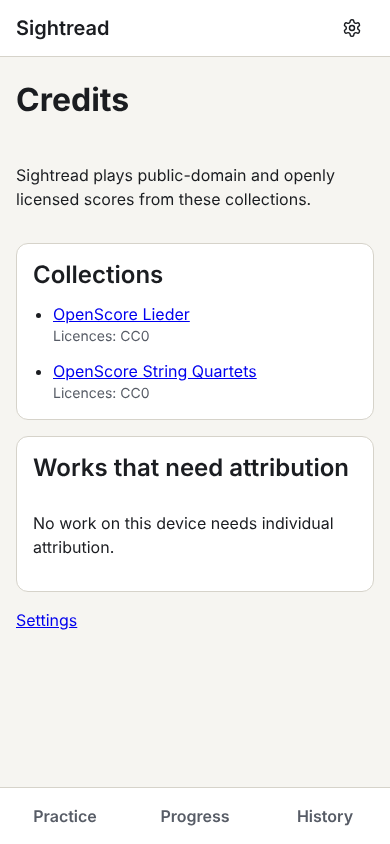 Sightread
Credits
Sightread plays public-domain and openly
licensed scores from these collections.
Collections
OpenScore Lieder
Licences: CC0
OpenScore String Quartets
Licences: CC0
Works that need attribution
No work on this device needs individual
attribution.
Settings
Practice Progress History